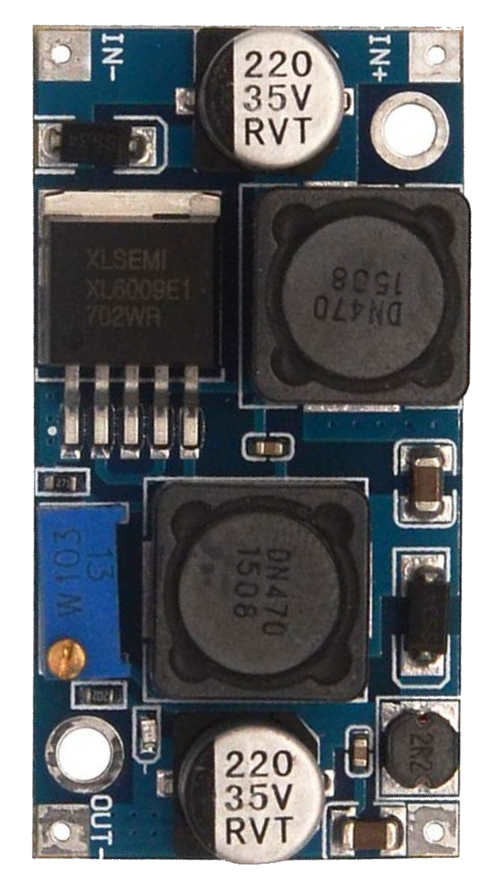 IN-
IN+
220
35V
RVT
SS34
XLSEMI
XL6009E1
702WR
DN470
1508
W103
13
DN470
1508
2R2
OUT-
220
35V
RVT